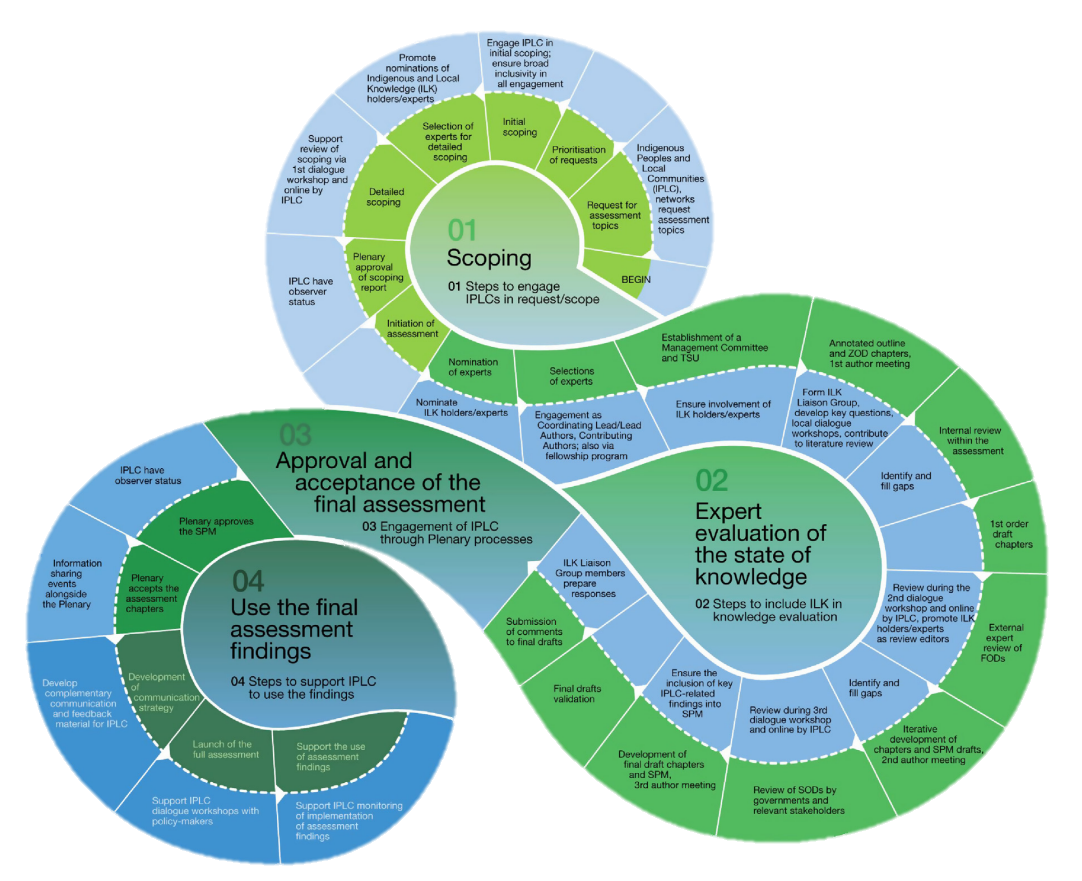 01
Scoping
01 Steps to engage
IPLCs in request/scope
BEGIN
Request for
assessment
topics
Indigenous
Peoples and
Local
Communities
(IPLC),
networks
request
assessment
topics
Prioritisation
of requests
Initial
scoping
Engage IPLC in
initial scoping;
ensure broad
inclusivity in
all engagement
Selection of
experts for
detailed
scoping
Promote
nominations of
Indigenous and Local
Knowledge (ILK)
holders/experts
Detailed
scoping
Support
review of
scoping via
1st dialogue
workshop and
online by
IPLC
Plenary
approval
of scoping
report
IPLC have
observer
status
Initiation of
assessment
Nomination
of experts
Nominate
ILK holders/experts
Selections
of experts
Engagement as
Coordinating Lead/Lead
Authors, Contributing
Authors; also via
fellowship program
Establishment of a
Management Committee
and TSU
Ensure involvement of
ILK holders/experts
Annotated outline
and ZOD chapters,
1st author meeting
Form ILK
Liaison Group,
develop key questions,
local dialogue
workshops, contribute
to literature review
Internal review
within the
assessment
Identify and
fill gaps
1st order
draft
chapters
02
Expert
evaluation of
the state of
knowledge
02 Steps to include ILK in
knowledge evaluation
External
expert
review of
FODs
Review during the
2nd dialogue
workshop and online
by IPLC, promote ILK
holders/experts
as review editors
Iterative
development of
chapters and SPM drafts,
2nd author meeting
Identify and
fill gaps
Review of SODs by
governments and
relevant stakeholders
Review during 3rd
dialogue workshop
and online by IPLC
Development of
final draft chapters
and SPM,
3rd author meeting
Ensure the
inclusion of key
IPLC-related
findings into
SPM
Final drafts
validation
Submission
of comments
to final drafts
ILK Liaison
Group members
prepare
responses
03
Approval and
acceptance of the
final assessment
03 Engagement of IPLC
through Plenary processes
Plenary approves
the SPM
IPLC have
observer status
Plenary
accepts the
assessment
chapters
Information
sharing
events
alongside
the Plenary
04
Use the final
assessment
findings
04 Steps to support IPLC
to use the findings
Development
of
communication
strategy
Develop
complementary
communication
and feedback
material for IPLC
Launch of the
full assessment
Support IPLC
dialogue workshops with
policy-makers
Support the use
of assessment
findings
Support IPLC monitoring
of implementation
of assessment
findings